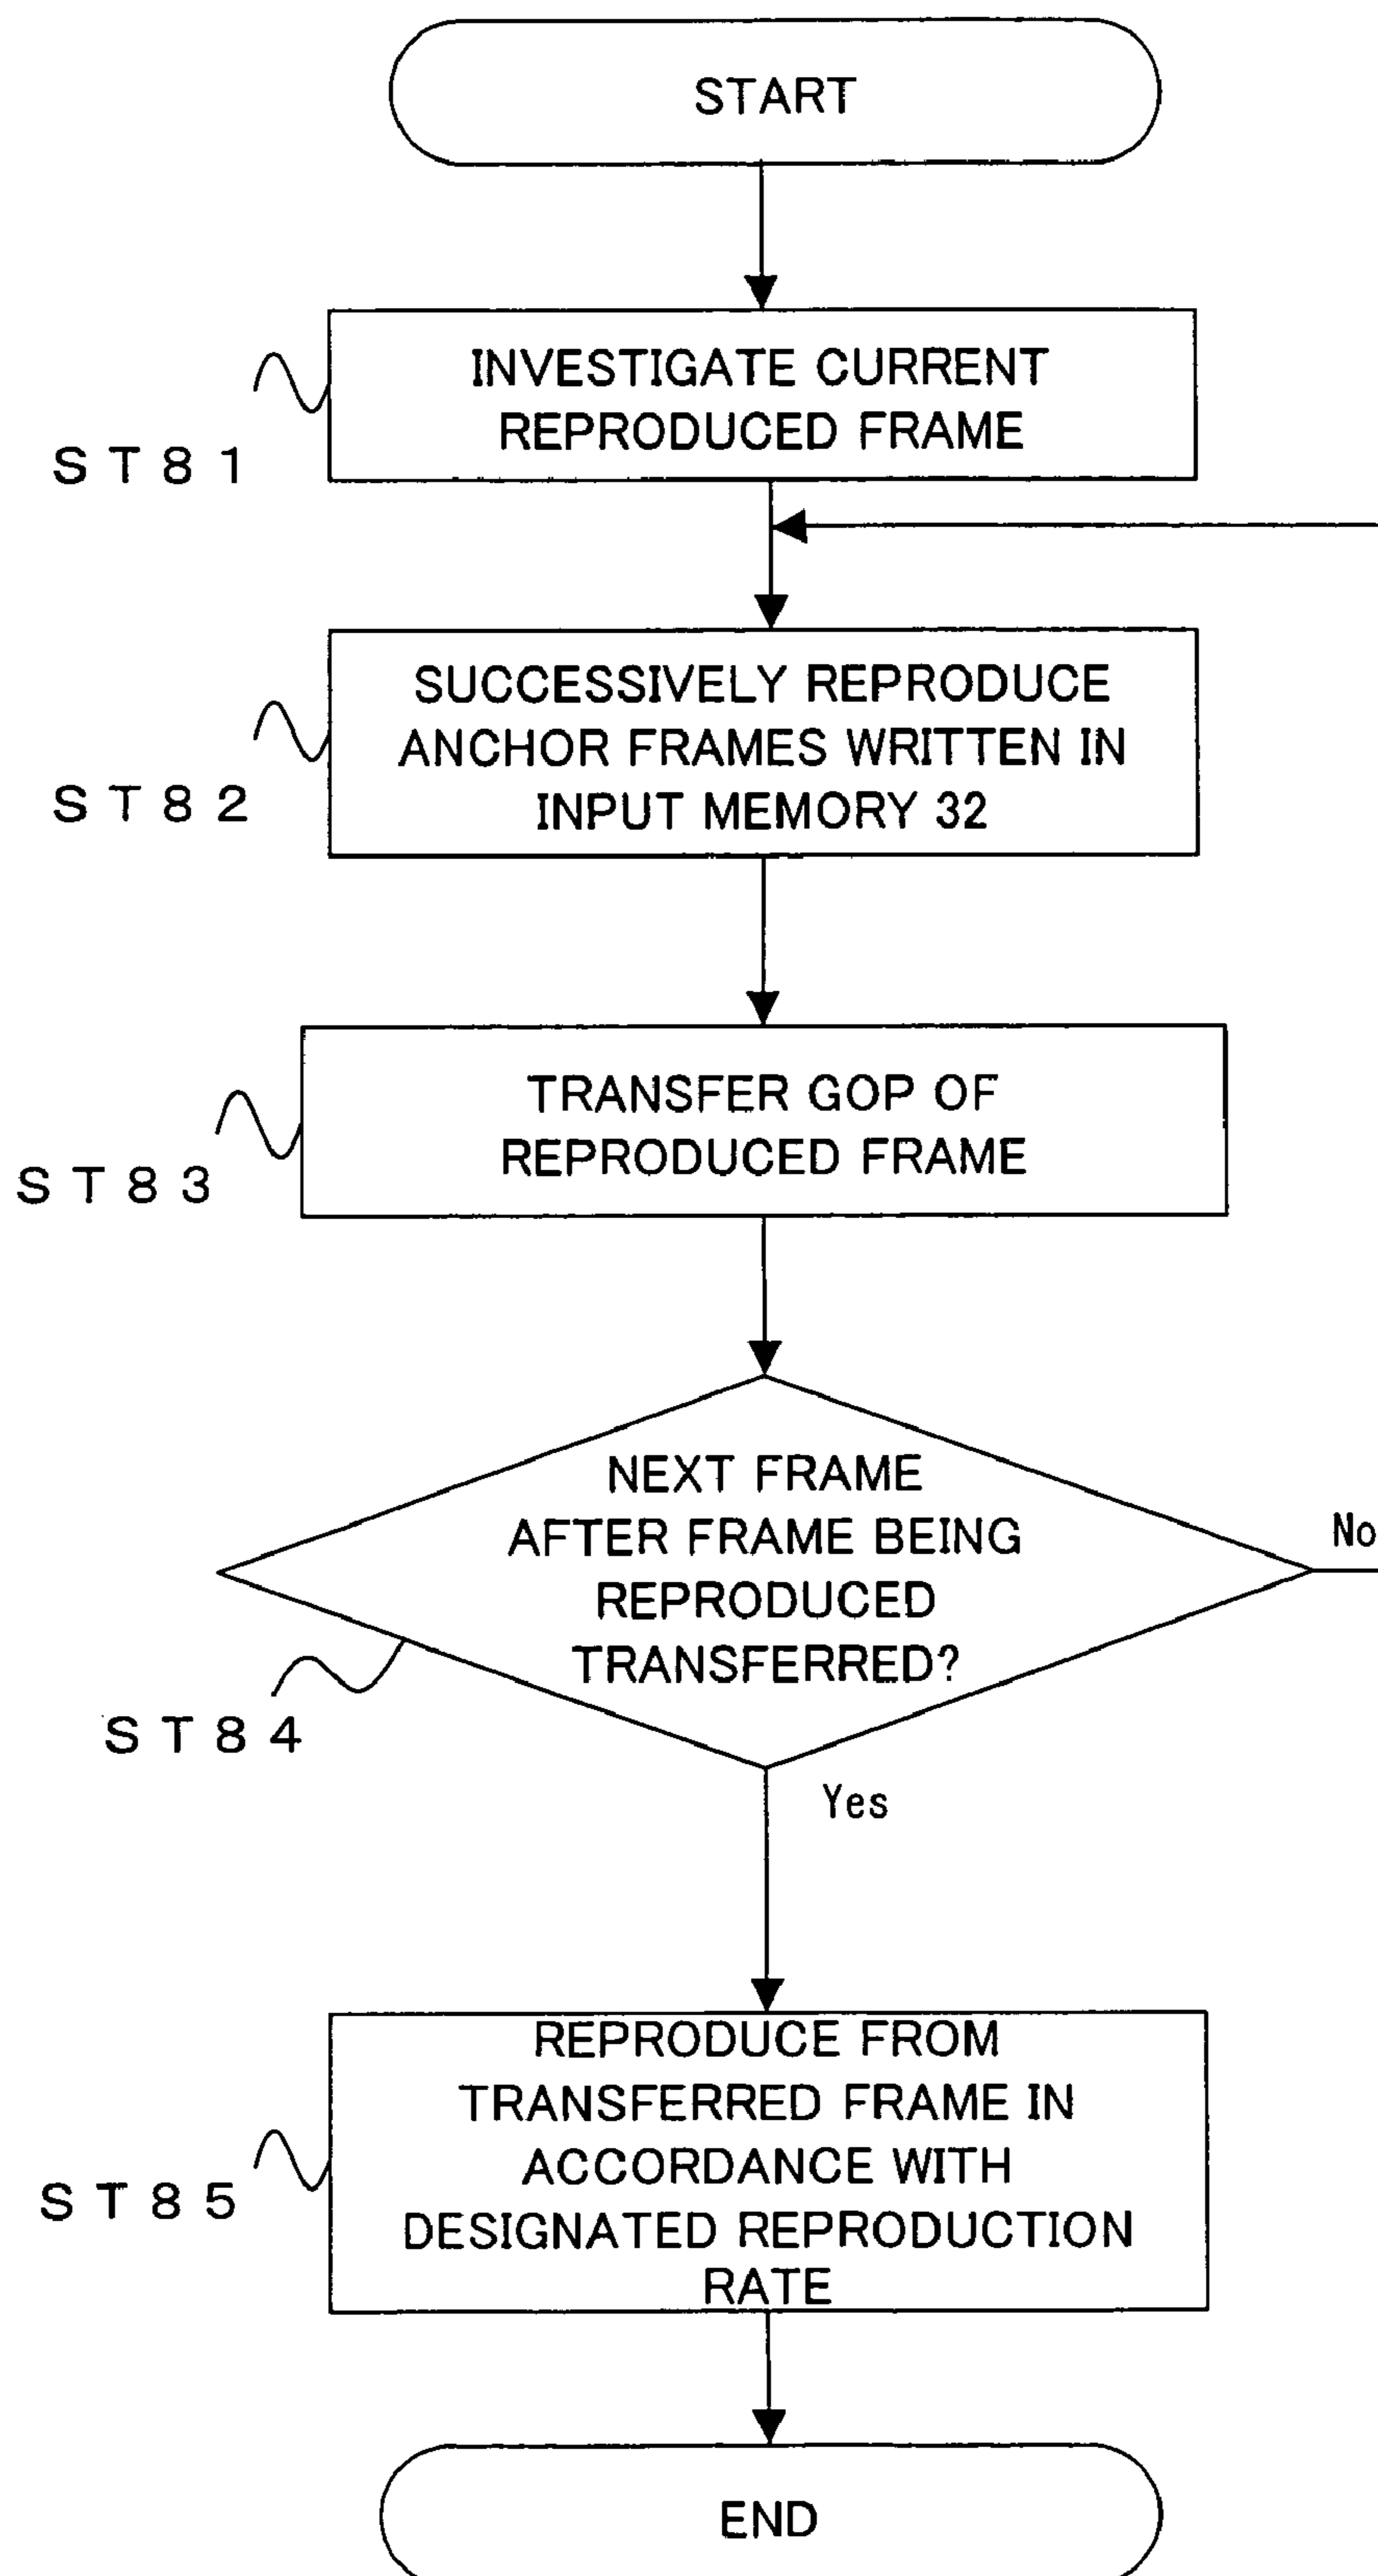 START
INVESTIGATE CURRENT
REPRODUCED FRAME
ST81
SUCCESSIVELY REPRODUCE
ANCHOR FRAMES WRITTEN IN
INPUT MEMORY 32
ST82
TRANSFER GOP OF
REPRODUCED FRAME
ST83
NEXT FRAME
AFTER FRAME BEING
REPRODUCED
TRANSFERRED?
No
ST84
Yes
REPRODUCE FROM
TRANSFERRED FRAME IN
ACCORDANCE WITH
DESIGNATED REPRODUCTION
RATE
ST85
END